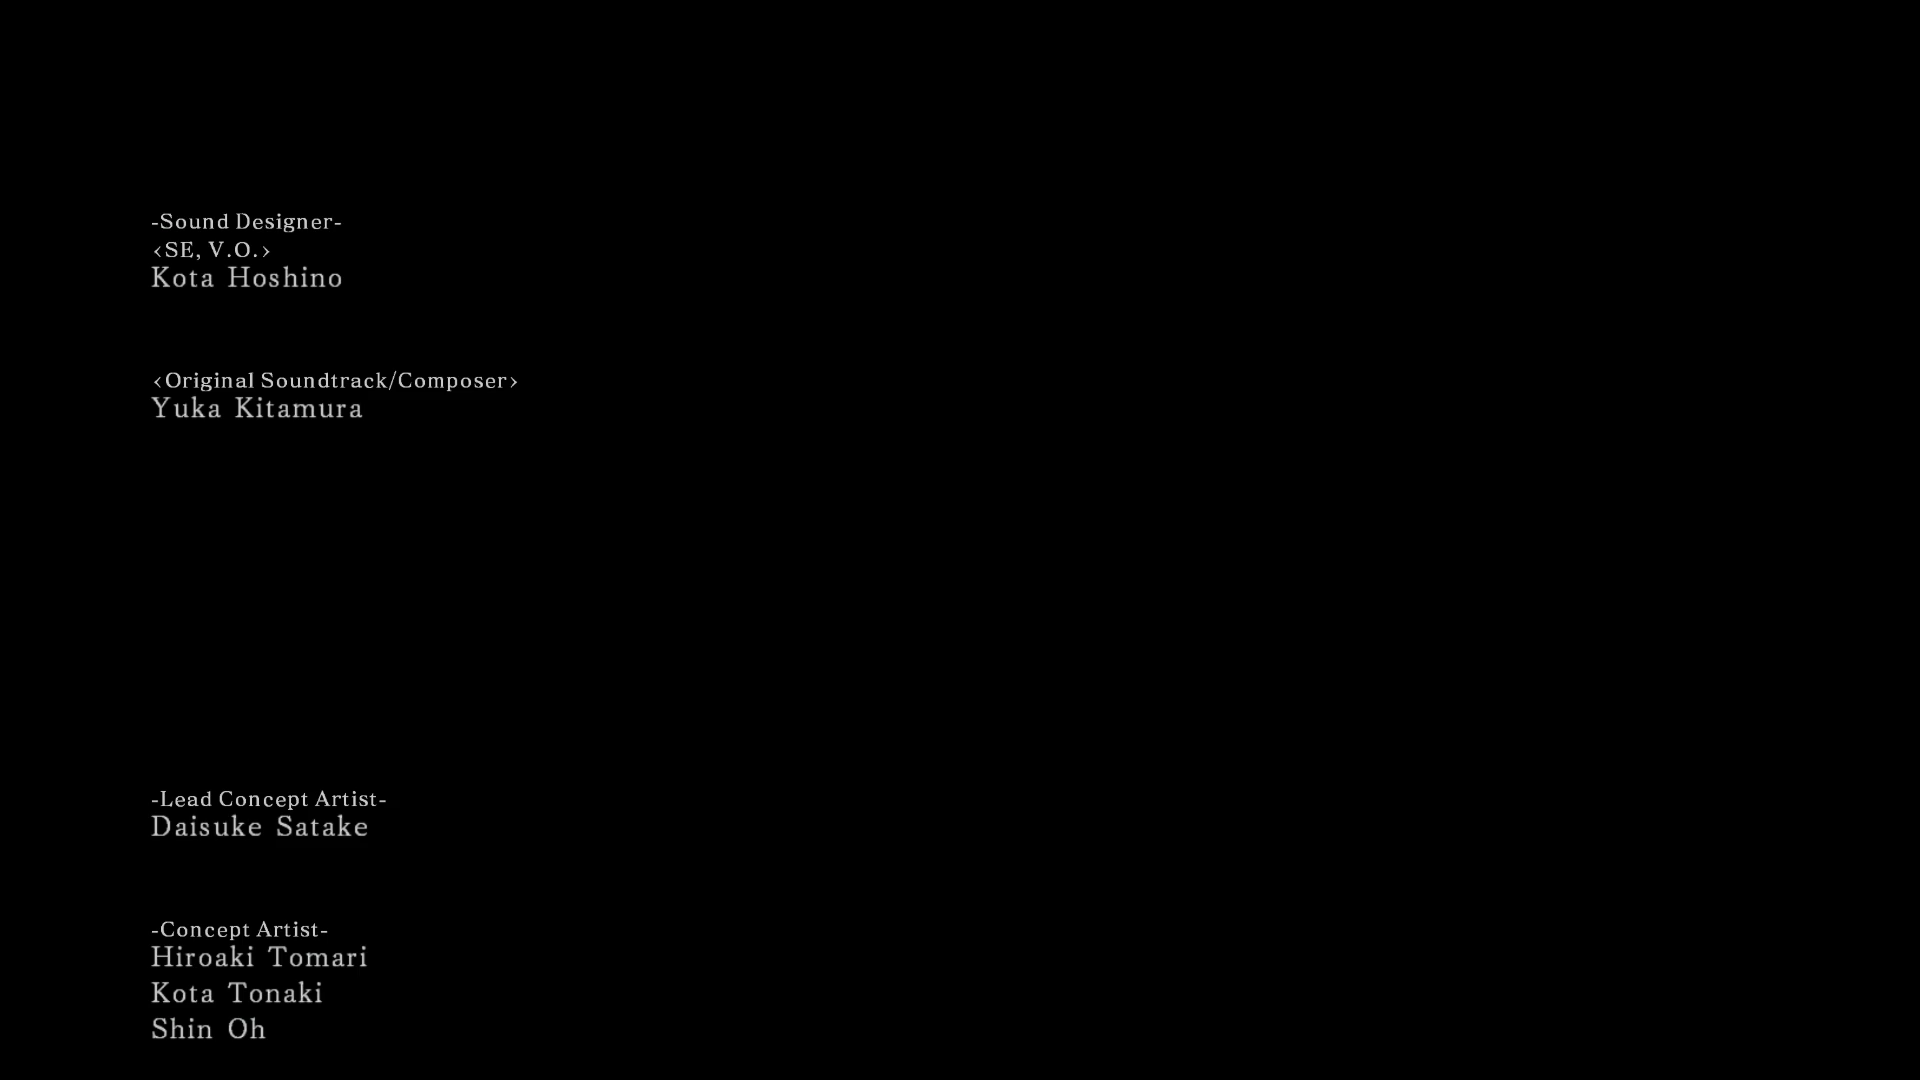 -Sound Designer-
‹SE, V.O.›
Kota Hoshino
‹Original Soundtrack/Composer›
Yuka Kitamura
-Lead Concept Artist-
Daisuke Satake
-Concept Artist-
Hiroaki Tomari
Kota Tonaki
Shin Oh